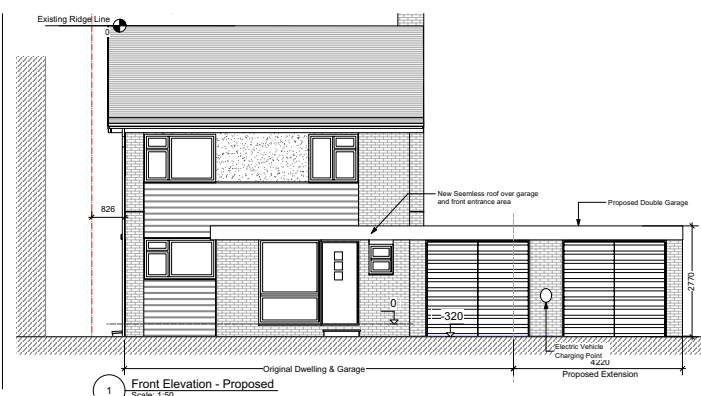 Existing Ridge Line
0
826
New Seemless roof over garage
and front entrance area
Proposed Double Garage
2770
0
-320
Electric Vehicle
Charging Point
4220
Original Dwelling & Garage
Proposed Extension
1
Front Elevation - Proposed
Scale: 1:50